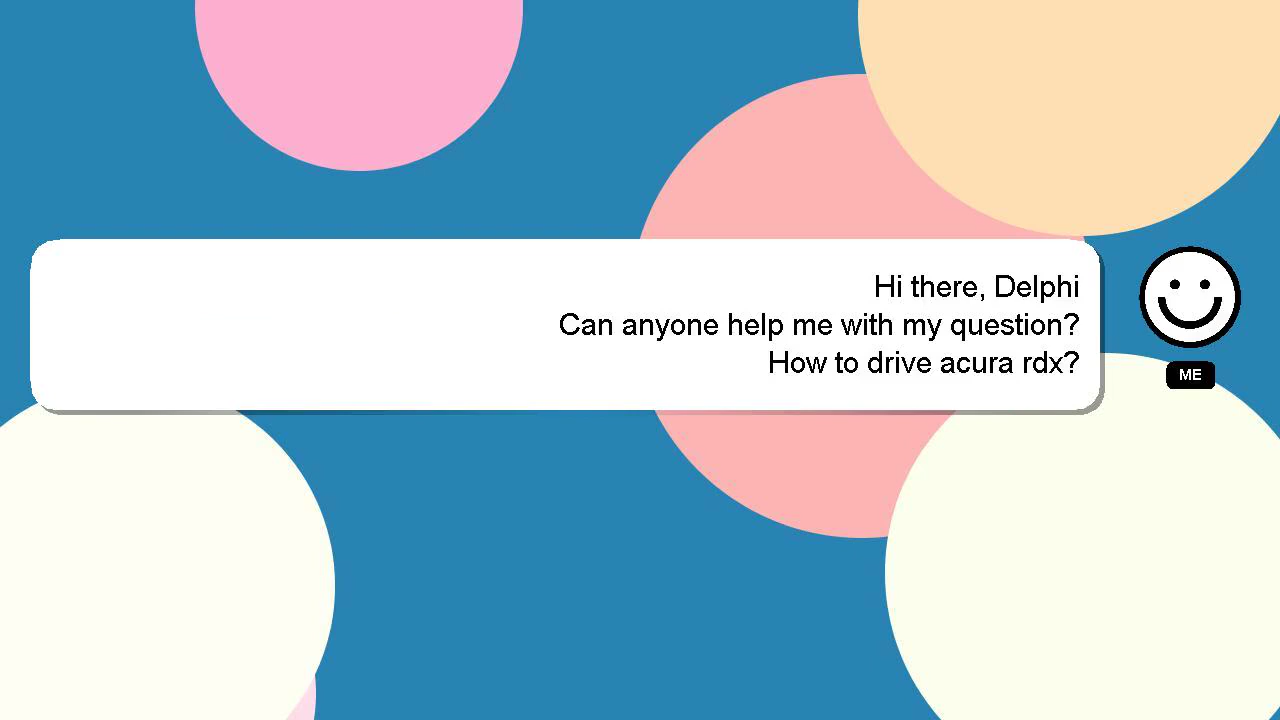 Hi there, Delphi
Can anyone help me with my question?
How to drive acura rdx?
ME